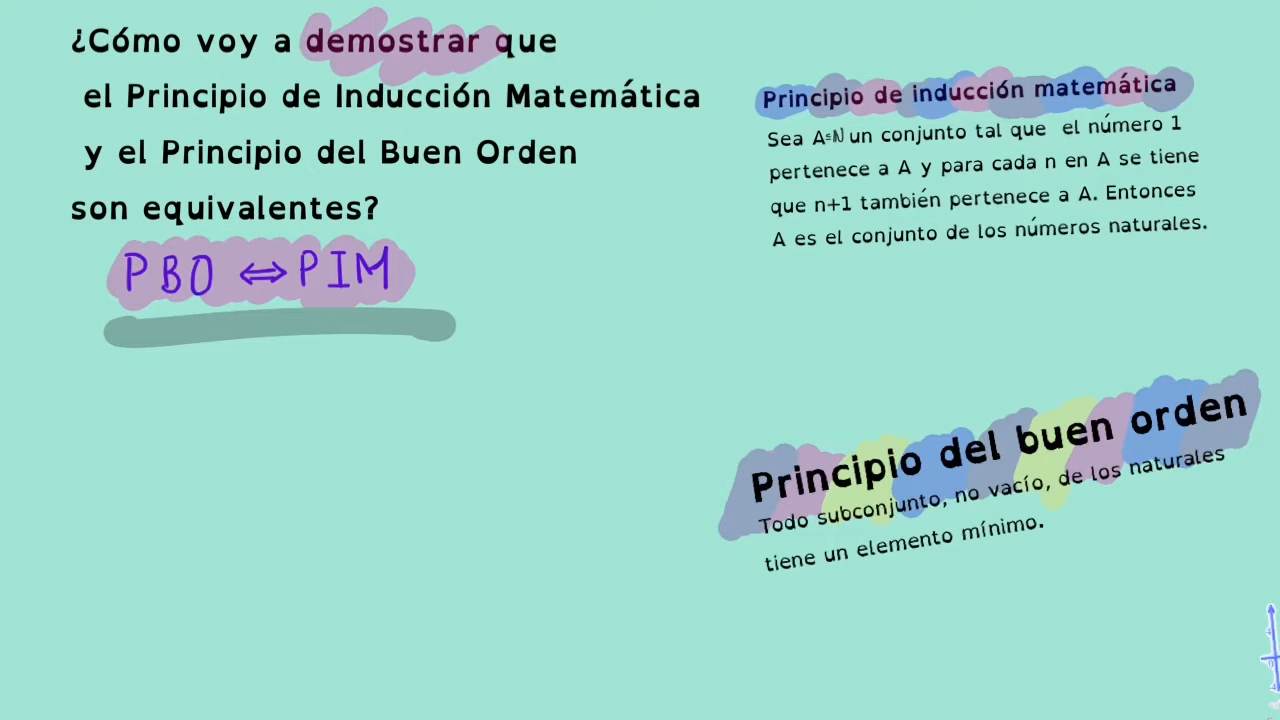 ¿Cómo voy a demostrar que
el Principio de Inducción Matemática
y el Principio del Buen Orden
son equivalentes?
PBO ⇔ PIM
Principio de inducción matemática
Sea A⊆ℕ un conjunto tal que el número 1
pertenece a A y para cada n en A se tiene
que n+1 también pertenece a A. Entonces
A es el conjunto de los números naturales.
Principio del buen orden
Todo subconjunto, no vacío, de los naturales
tiene un elemento mínimo.